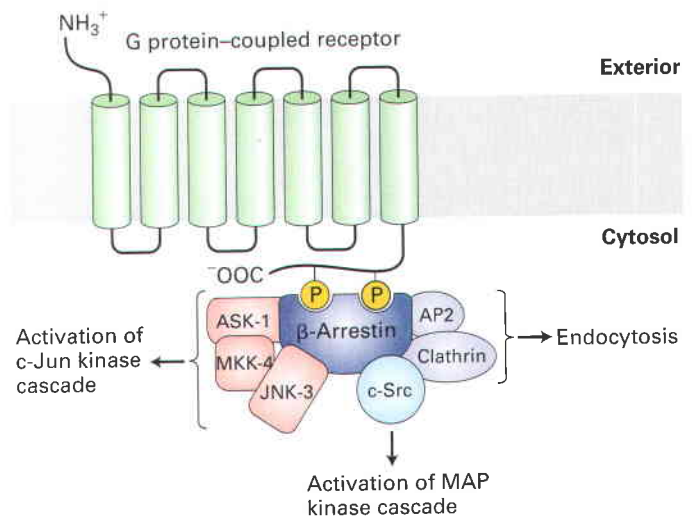 NH₃⁺
G protein–coupled receptor
Exterior
Cytosol
⁻OOC
P
P
ASK-1
β-Arrestin
AP2
MKK-4
Clathrin
JNK-3
c-Src
Activation of
c-Jun kinase
cascade
Endocytosis
Activation of MAP
kinase cascade